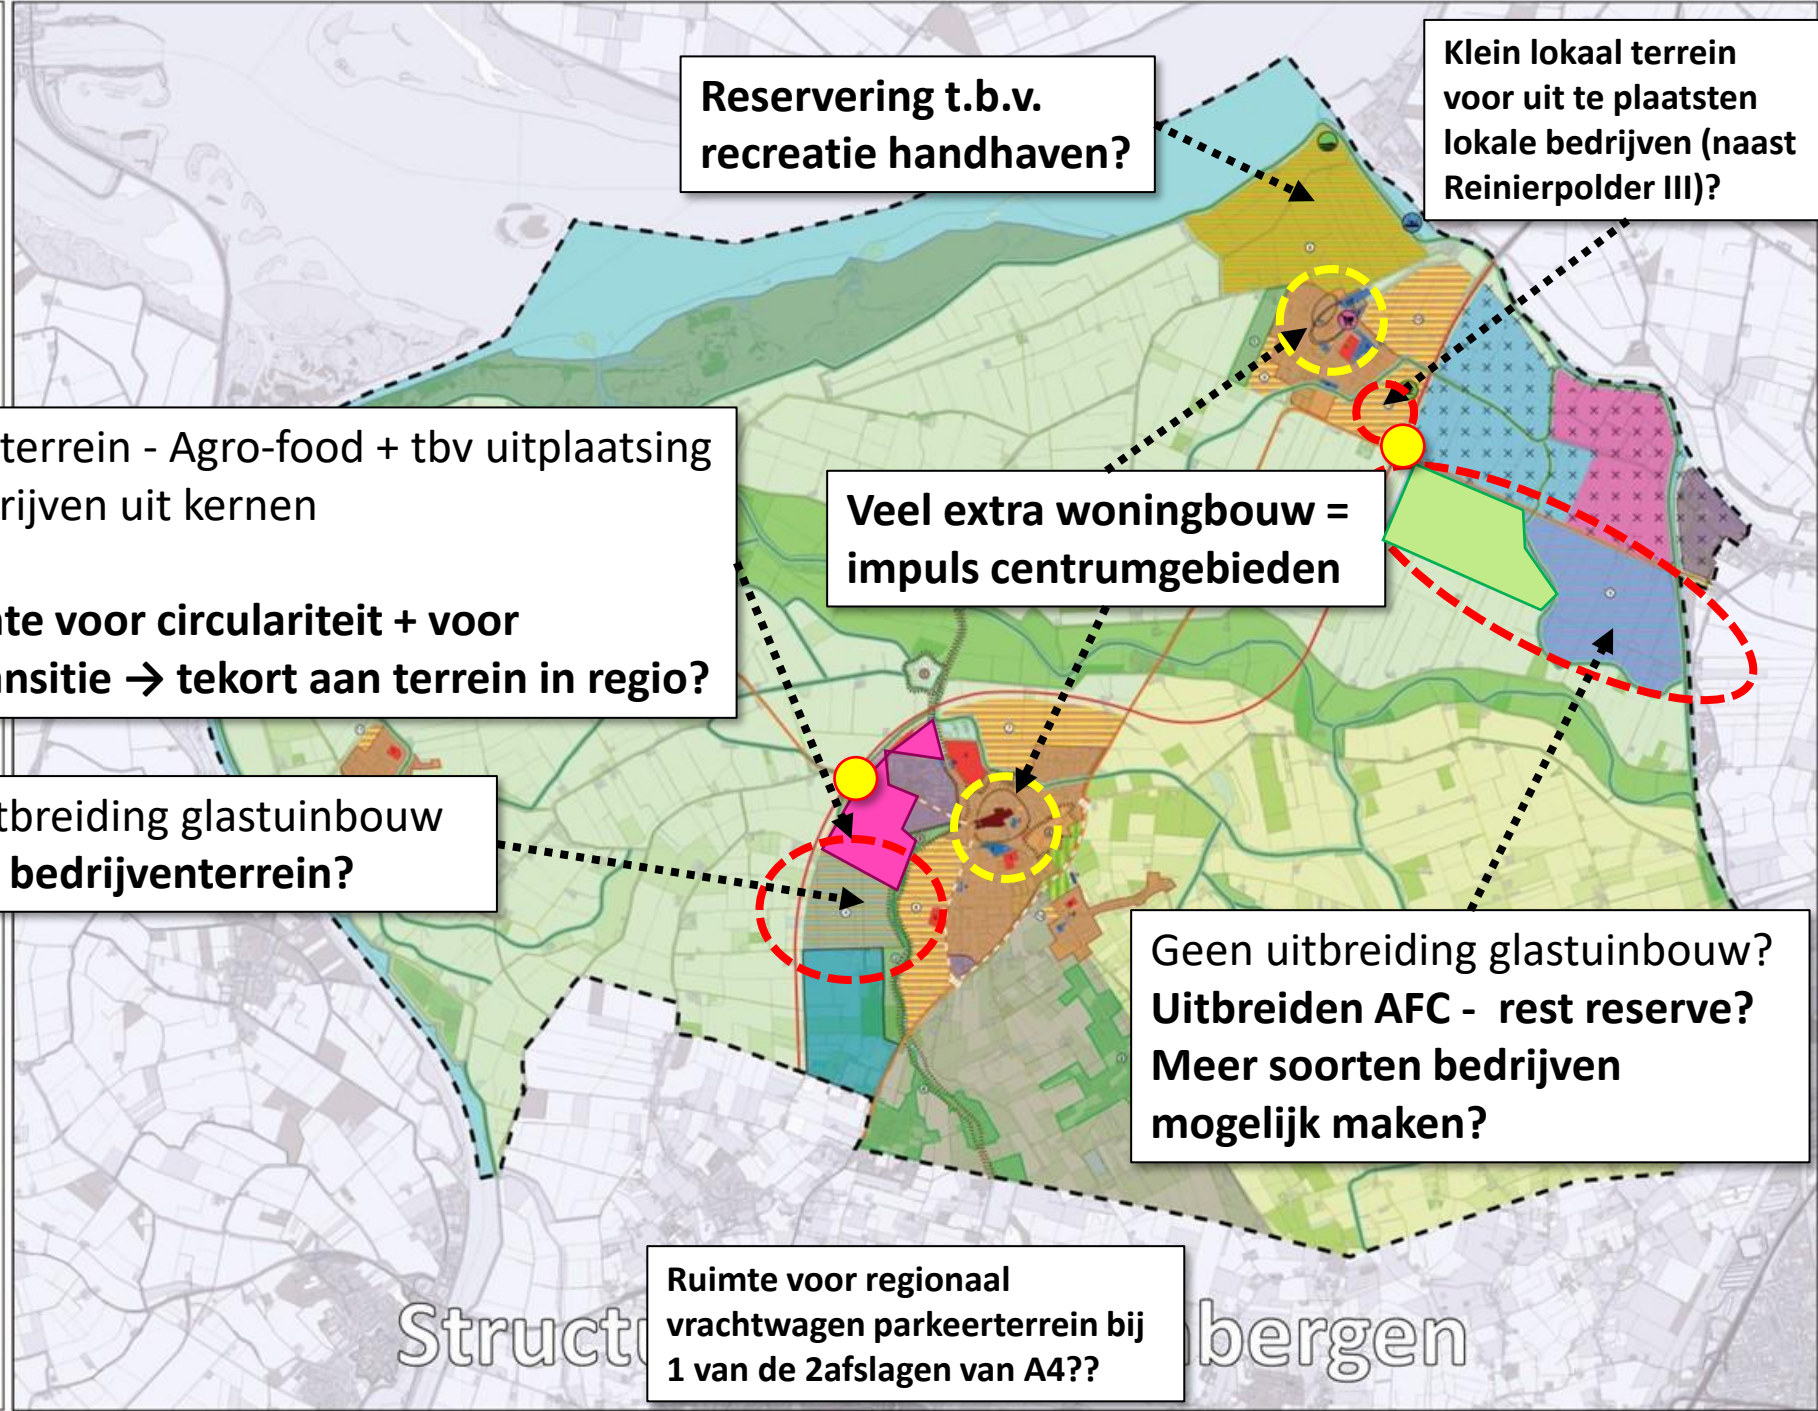 Reservering t.b.v.
recreatie handhaven?
Klein lokaal terrein
voor uit te plaatsten
lokale bedrijven (naast
Reinierpolder III)?
terrein - Agro-food + tbv uitplaatsing
rijven uit kernen
te voor circulariteit + voor
nsitie → tekort aan terrein in regio?
Veel extra woningbouw =
impuls centrumgebieden
tbreiding glastuinbouw
bedrijventerrein?
Geen uitbreiding glastuinbouw?
Uitbreiden AFC - rest reserve?
Meer soorten bedrijven
mogelijk maken?
Ruimte voor regionaal
vrachtwagen parkeerterrein bij
1 van de 2afslagen van A4??
Struct bergen